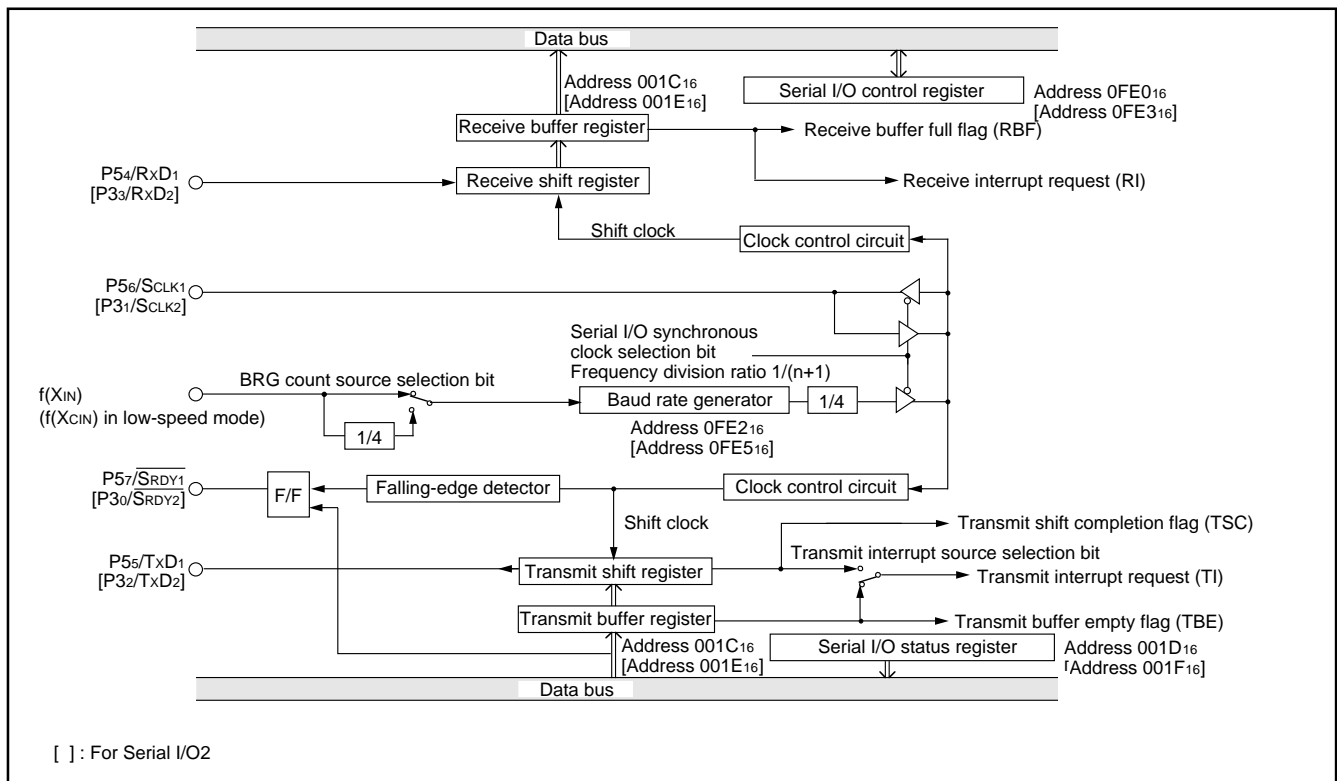 Data bus
Address 001C16
[Address 001E16]
Serial I/O control register
Address 0FE016
[Address 0FE316]
Receive buffer register
Receive buffer full flag (RBF)
P54/RXD1
[P33/RXD2]
Receive shift register
Receive interrupt request (RI)
Shift clock
Clock control circuit
P56/SCLK1
[P31/SCLK2]
Serial I/O synchronous
clock selection bit
Frequency division ratio 1/(n+1)
BRG count source selection bit
f(XIN)
(f(XCIN) in low-speed mode)
Baud rate generator
1/4
1/4
Address 0FE216
[Address 0FE516]
P57/SRDY1
[P30/SRDY2]
F/F
Falling-edge detector
Clock control circuit
Shift clock
Transmit shift completion flag (TSC)
P55/TXD1
[P32/TXD2]
Transmit shift register
Transmit interrupt source selection bit
Transmit interrupt request (TI)
Transmit buffer register
Transmit buffer empty flag (TBE)
Address 001C16
[Address 001E16]
Serial I/O status register
Address 001D16
[Address 001F16]
Data bus
[ ] : For Serial I/O2